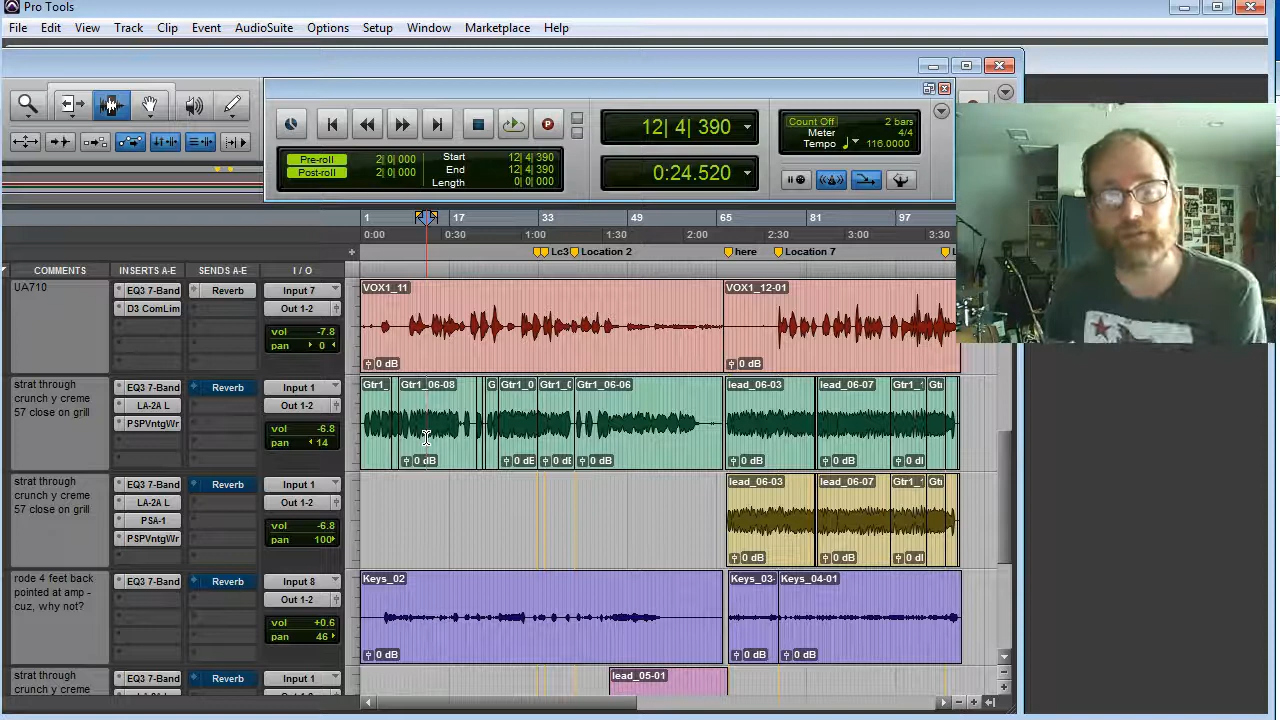 Pro Tools
File Edit View Track Clip Event AudioSuite Options Setup Window Marketplace Help
Pre-roll 2| 0| 000
Post-roll 2| 0| 000
Start 12| 4| 390
End 12| 4| 390
Length 0| 0| 000
12| 4| 390
0:24.520
Count Off 2 bars
Meter 4/4
Tempo 116.0000
1 17 33 49 65 81 97
0:00 0:30 1:00 1:30 2:00 2:30 3:00 3:30
Lc3 Location 2 here Location 7 L
COMMENTS INSERTS A-E SENDS A-E I / O
UA710
EQ3 7-Band Reverb Input 7
D3 ComLim Out 1-2
vol -7.8
pan 0
VOX1_11 VOX1_12-01
0 dB 0 dB
strat through
crunch y creme
57 close on grill
EQ3 7-Band Reverb Input 1
LA-2A L Out 1-2
PSPVntgWr
vol -6.8
pan 14
Gtr1_ Gtr1_06-08 G Gtr1_0 Gtr1_0 Gtr1_06-06 lead_06-03 lead_06-07 Gtr1_1 Gtr
0 dB 0 dB 0 dB 0 dB 0 dB 0 dB 0 dB
strat through
crunch y creme
57 close on grill
EQ3 7-Band Reverb Input 1
LA-2A L Out 1-2
PSA-1
PSPVntgWr
vol -6.8
pan 100
lead_06-03 lead_06-07 Gtr1_1 Gtr
0 dB 0 dB 0 dB
rode 4 feet back
pointed at amp -
cuz, why not?
EQ3 7-Band Reverb Input 8
Out 1-2
vol +0.6
pan 46
Keys_02 Keys_03- Keys_04-01
0 dB 0 dB 0 dB
strat through
crunch y creme
EQ3 7-Band Reverb Input 1
lead_05-01